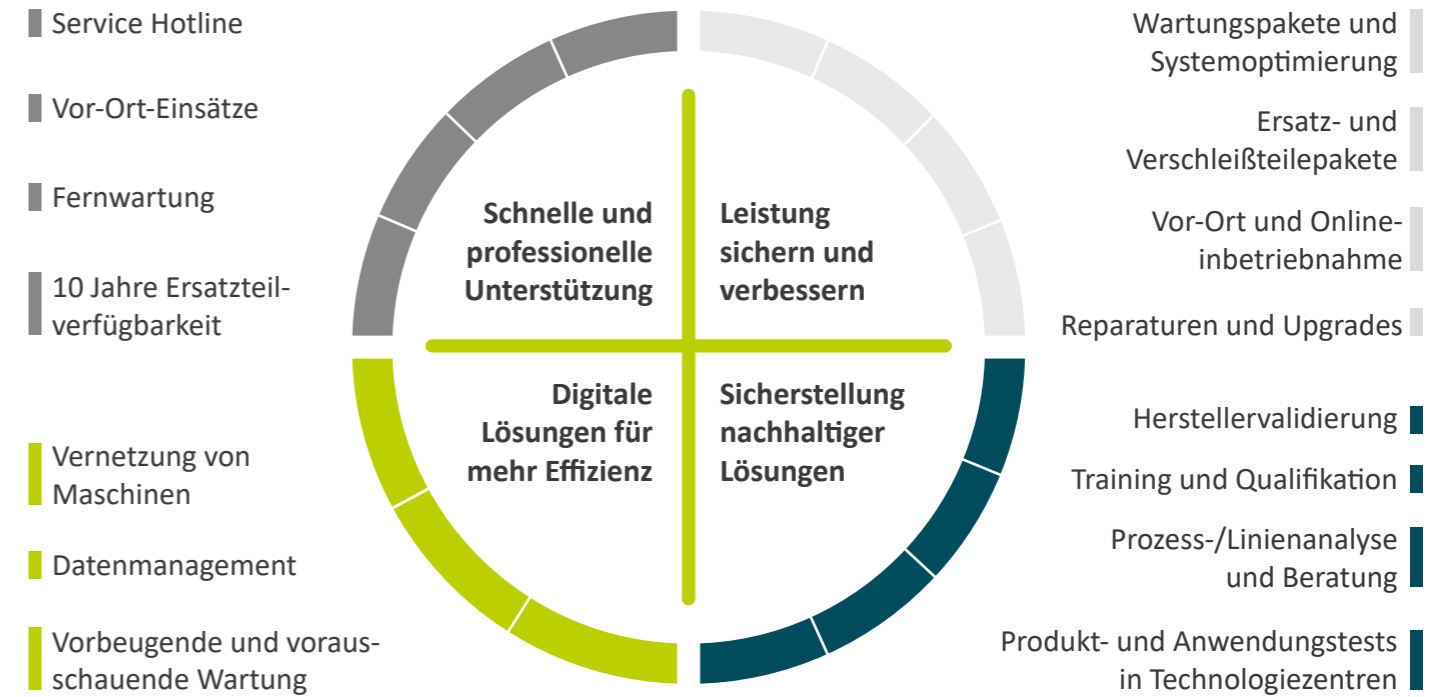 Service Hotline
Vor-Ort-Einsätze
Fernwartung
10 Jahre Ersatzteil-
verfügbarkeit
Schnelle und
professionelle
Unterstützung
Leistung
sichern und
verbessern
Wartungspakete und
Systemoptimierung
Ersatz- und
Verschleißteilepakete
Vor-Ort und Online-
inbetriebnahme
Reparaturen und Upgrades
Vernetzung von
Maschinen
Datenmanagement
Vorbeugende und voraus-
schauende Wartung
Digitale
Lösungen für
mehr Effizienz
Sicherstellung
nachhaltiger
Lösungen
Herstellervalidierung
Training und Qualifikation
Prozess-/Linienanalyse
und Beratung
Produkt- und Anwendungstests
in Technologiezentren